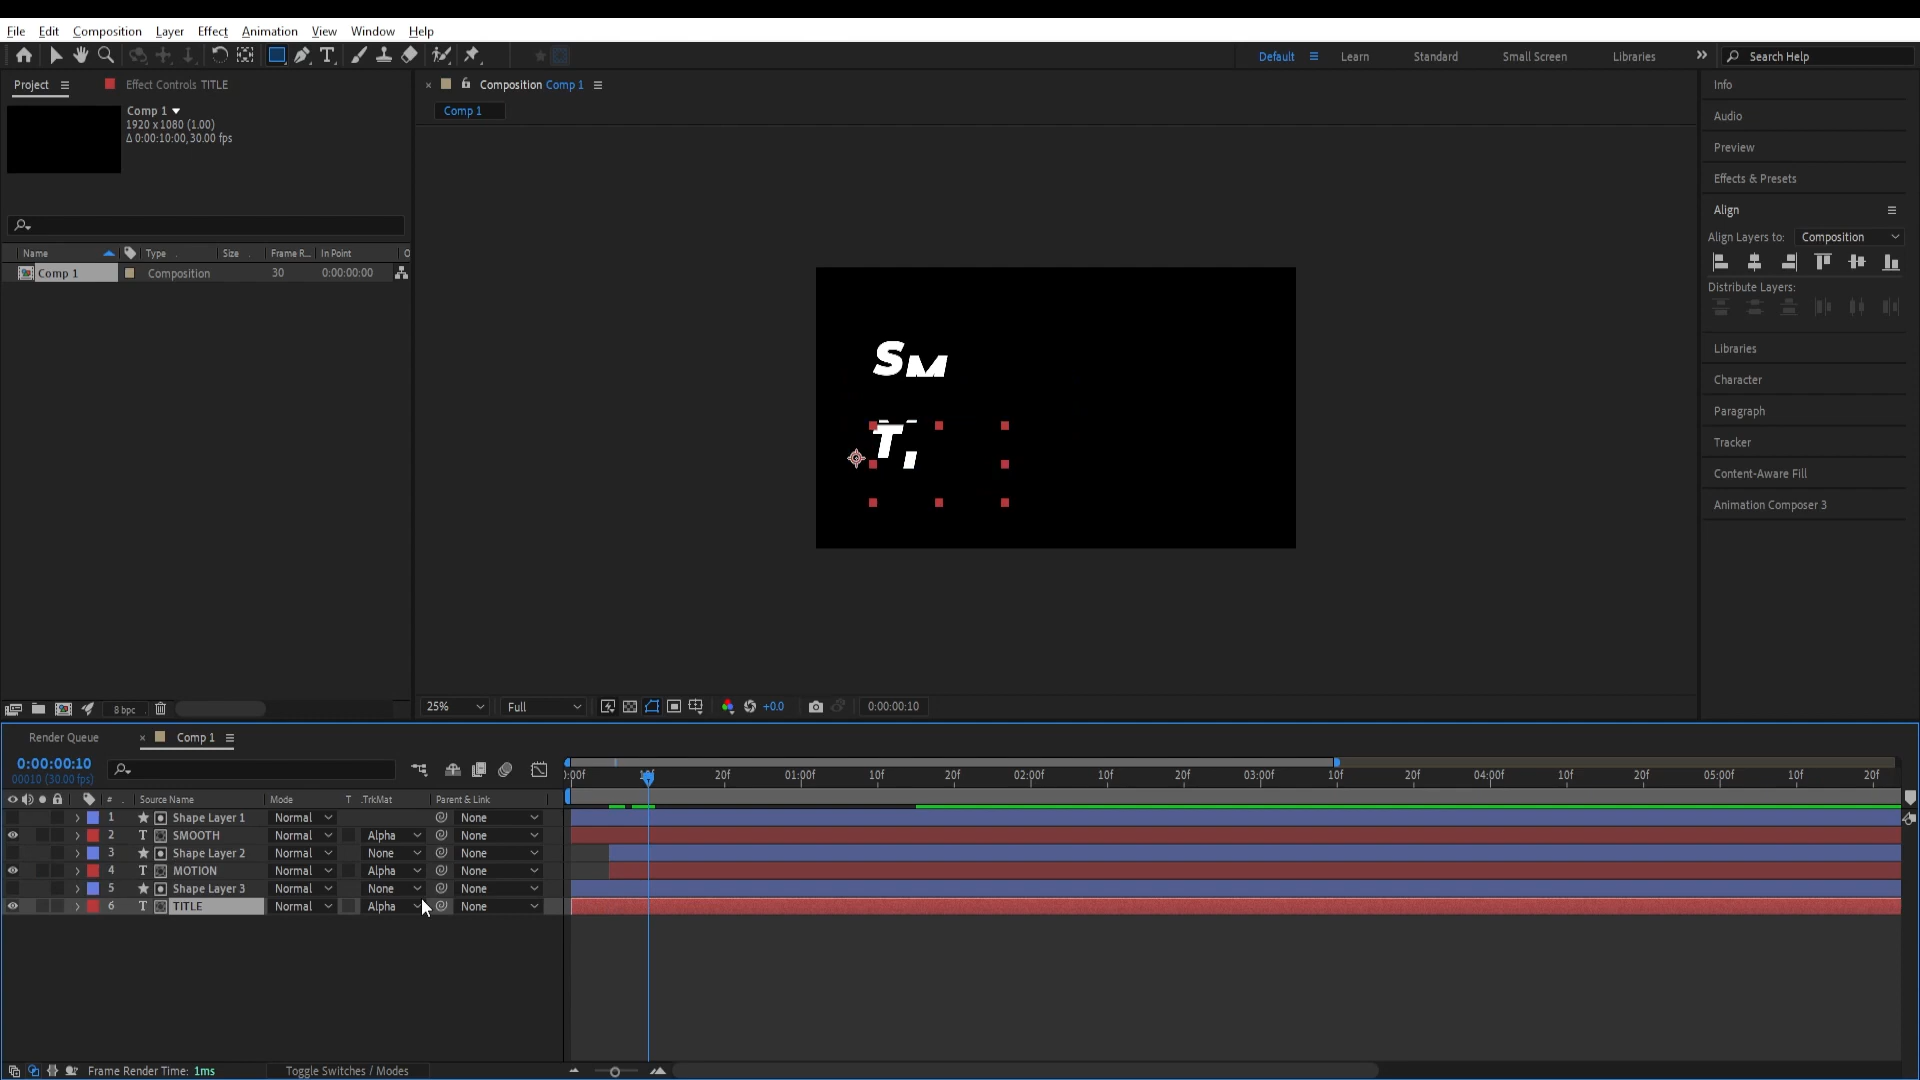 File Edit Composition Layer Effect Animation View Window Help
Default Learn Standard Small Screen Libraries Search Help
Project Effect Controls TITLE
Composition Comp 1
Comp 1
Comp 1
1920 x 1080 (1.00)
Δ 0:00:10:00, 30.00 fps
Name Type Size Frame R... In Point O
Comp 1 Composition 30 0:00:00:00
SM
TI
Info
Audio
Preview
Effects & Presets
Align
Align Layers to: Composition
Distribute Layers:
Libraries
Character
Paragraph
Tracker
Content-Aware Fill
Animation Composer 3
8 bpc
25% Full +0.0 0:00:00:10
Render Queue Comp 1
0:00:00:10
00010 (30.00 fps)
# Source Name Mode T .TrkMat Parent & Link
:00f 20f 01:00f 10f 20f 02:00f 10f 20f 03:00f 10f 20f 04:00f 10f 20f 05:00f 10f 20f
1 Shape Layer 1 Normal None
2 T SMOOTH Normal Alpha None
3 Shape Layer 2 Normal None None
4 T MOTION Normal Alpha None
5 Shape Layer 3 Normal None None
6 T TITLE Normal Alpha None
Frame Render Time: 1ms Toggle Switches / Modes